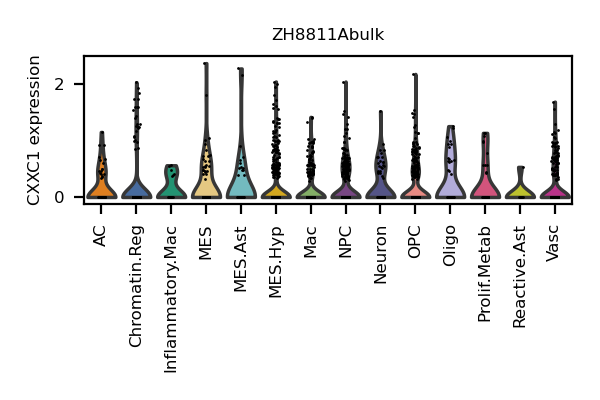 ZH8811Abulk
CXXC1 expression
2
0
AC
Chromatin.Reg
Inflammatory.Mac
MES
MES.Ast
MES.Hyp
Mac
NPC
Neuron
OPC
Oligo
Prolif.Metab
Reactive.Ast
Vasc